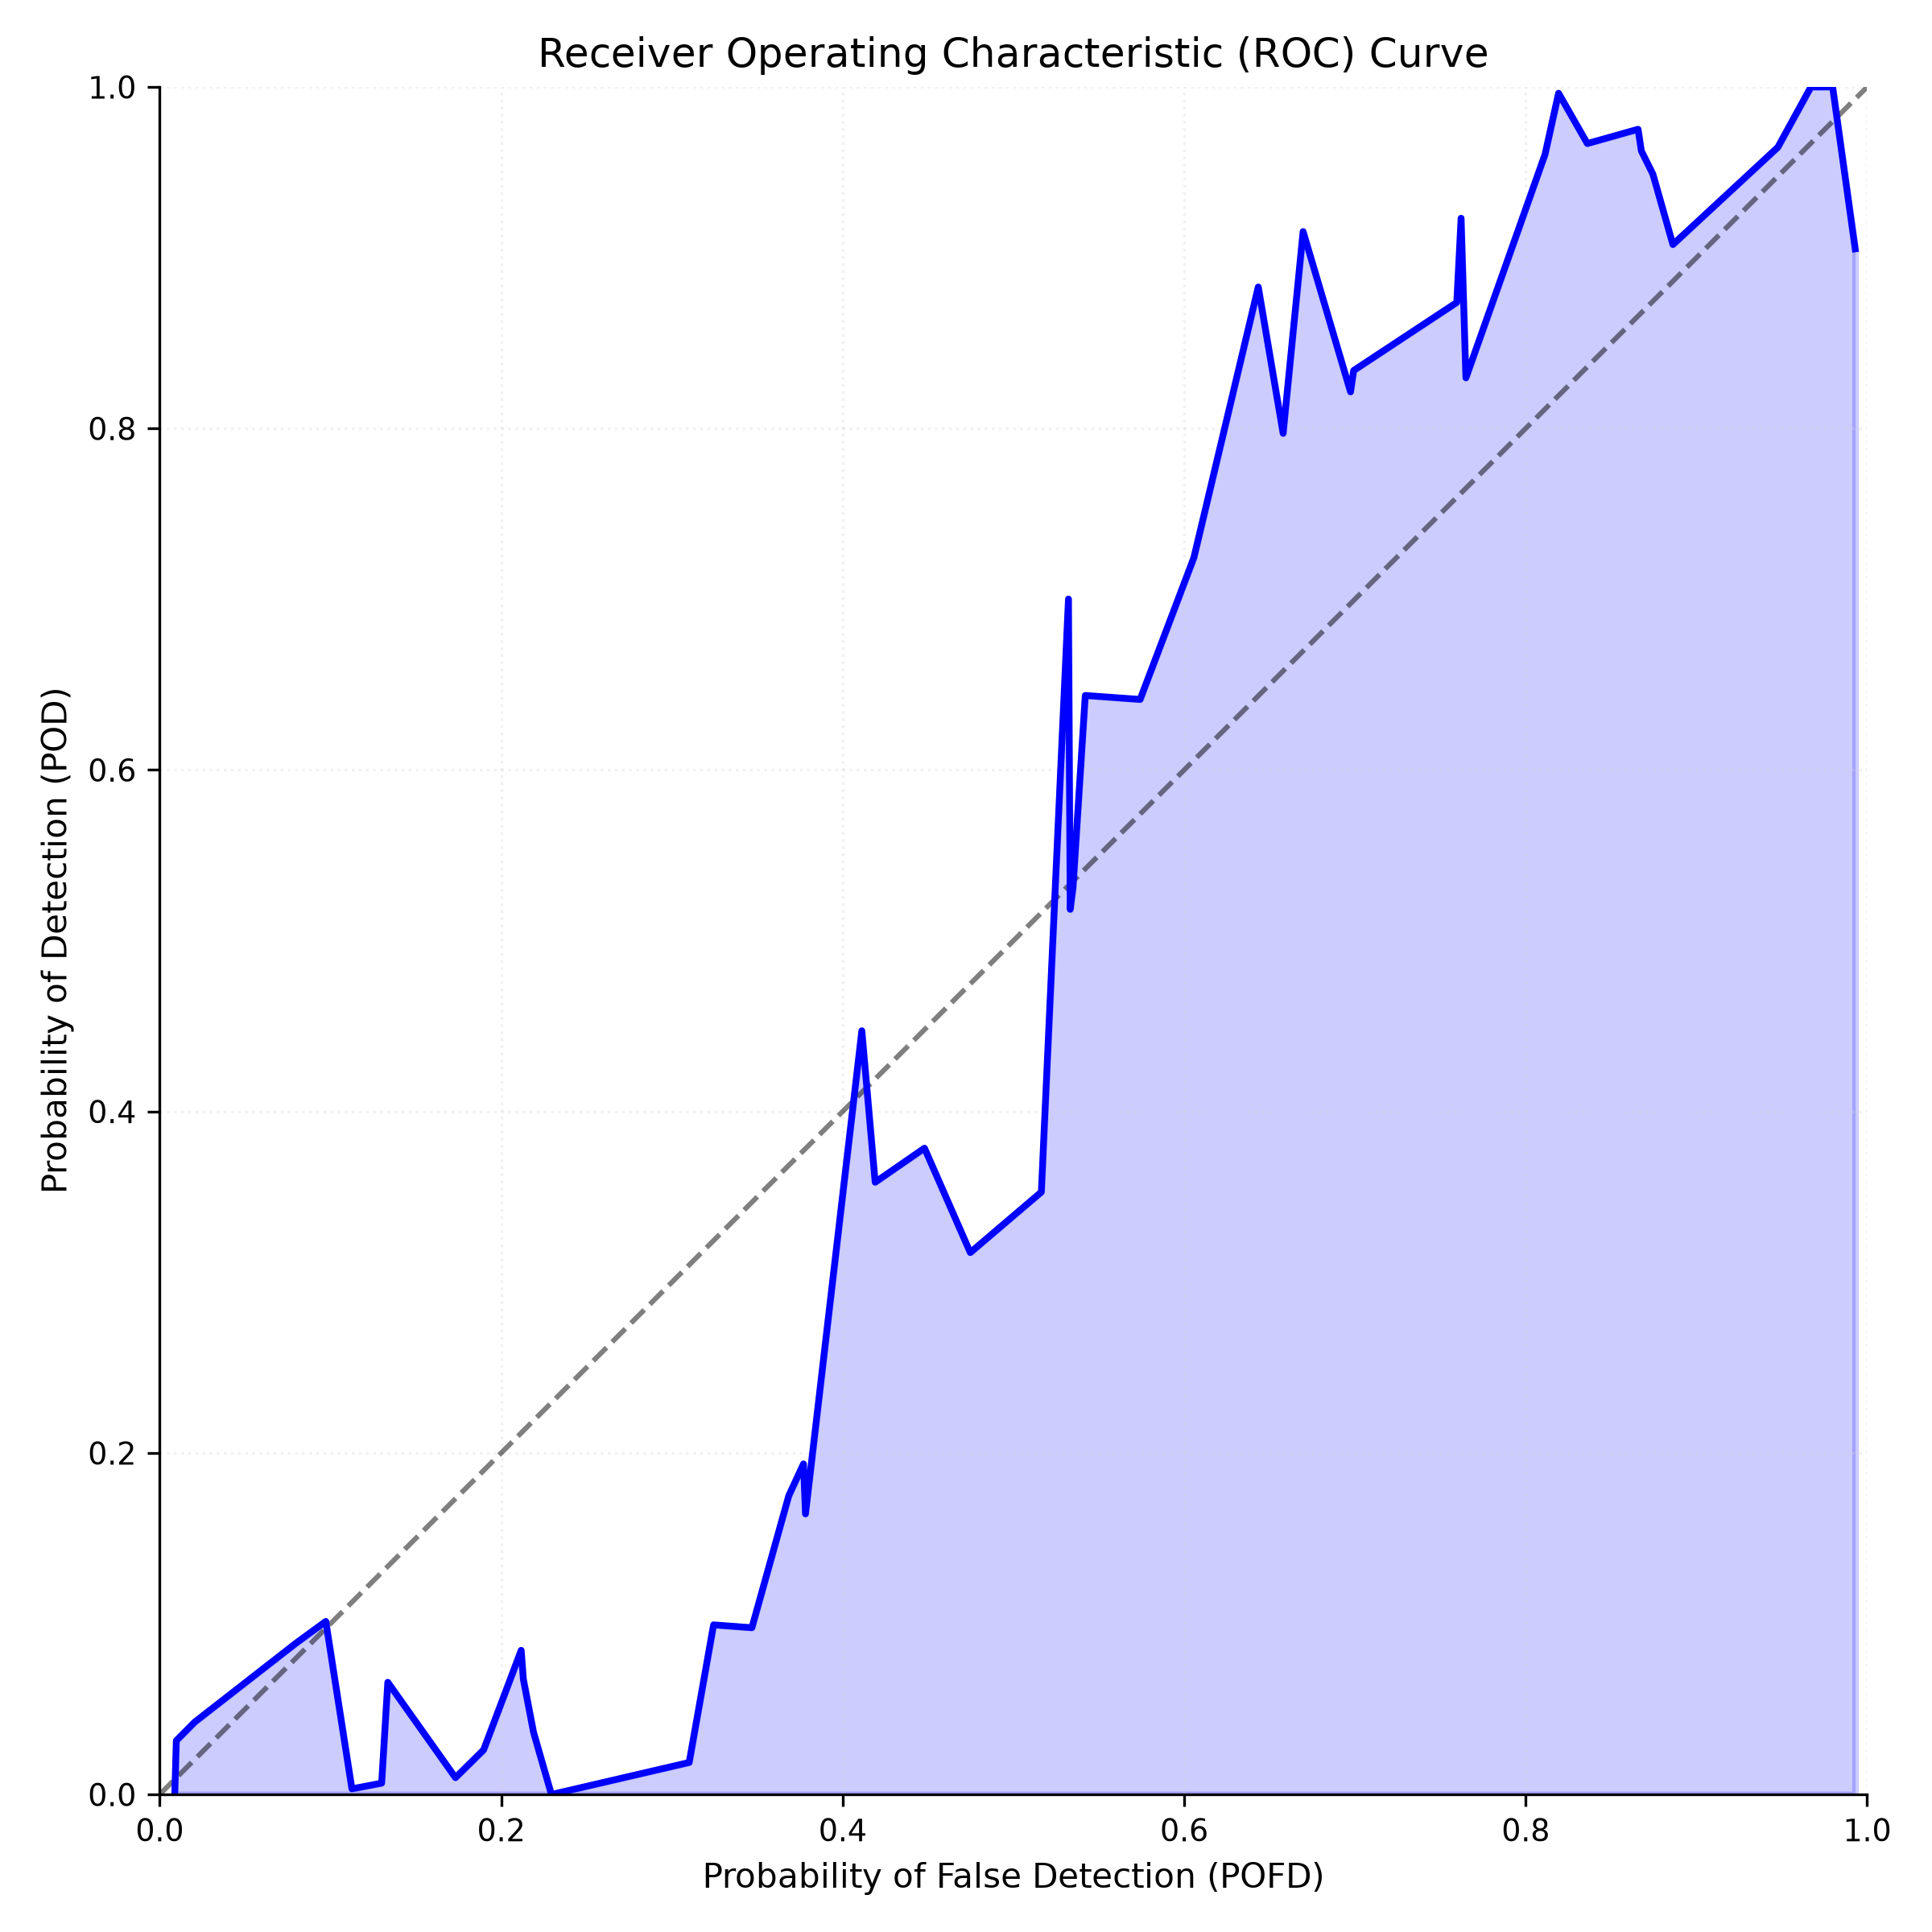 Receiver Operating Characteristic (ROC) Curve
1.0
0.8
0.6
0.4
0.2
0.0
Probability of Detection (POD)
0.0 0.2 0.4 0.6 0.8 1.0
Probability of False Detection (POFD)